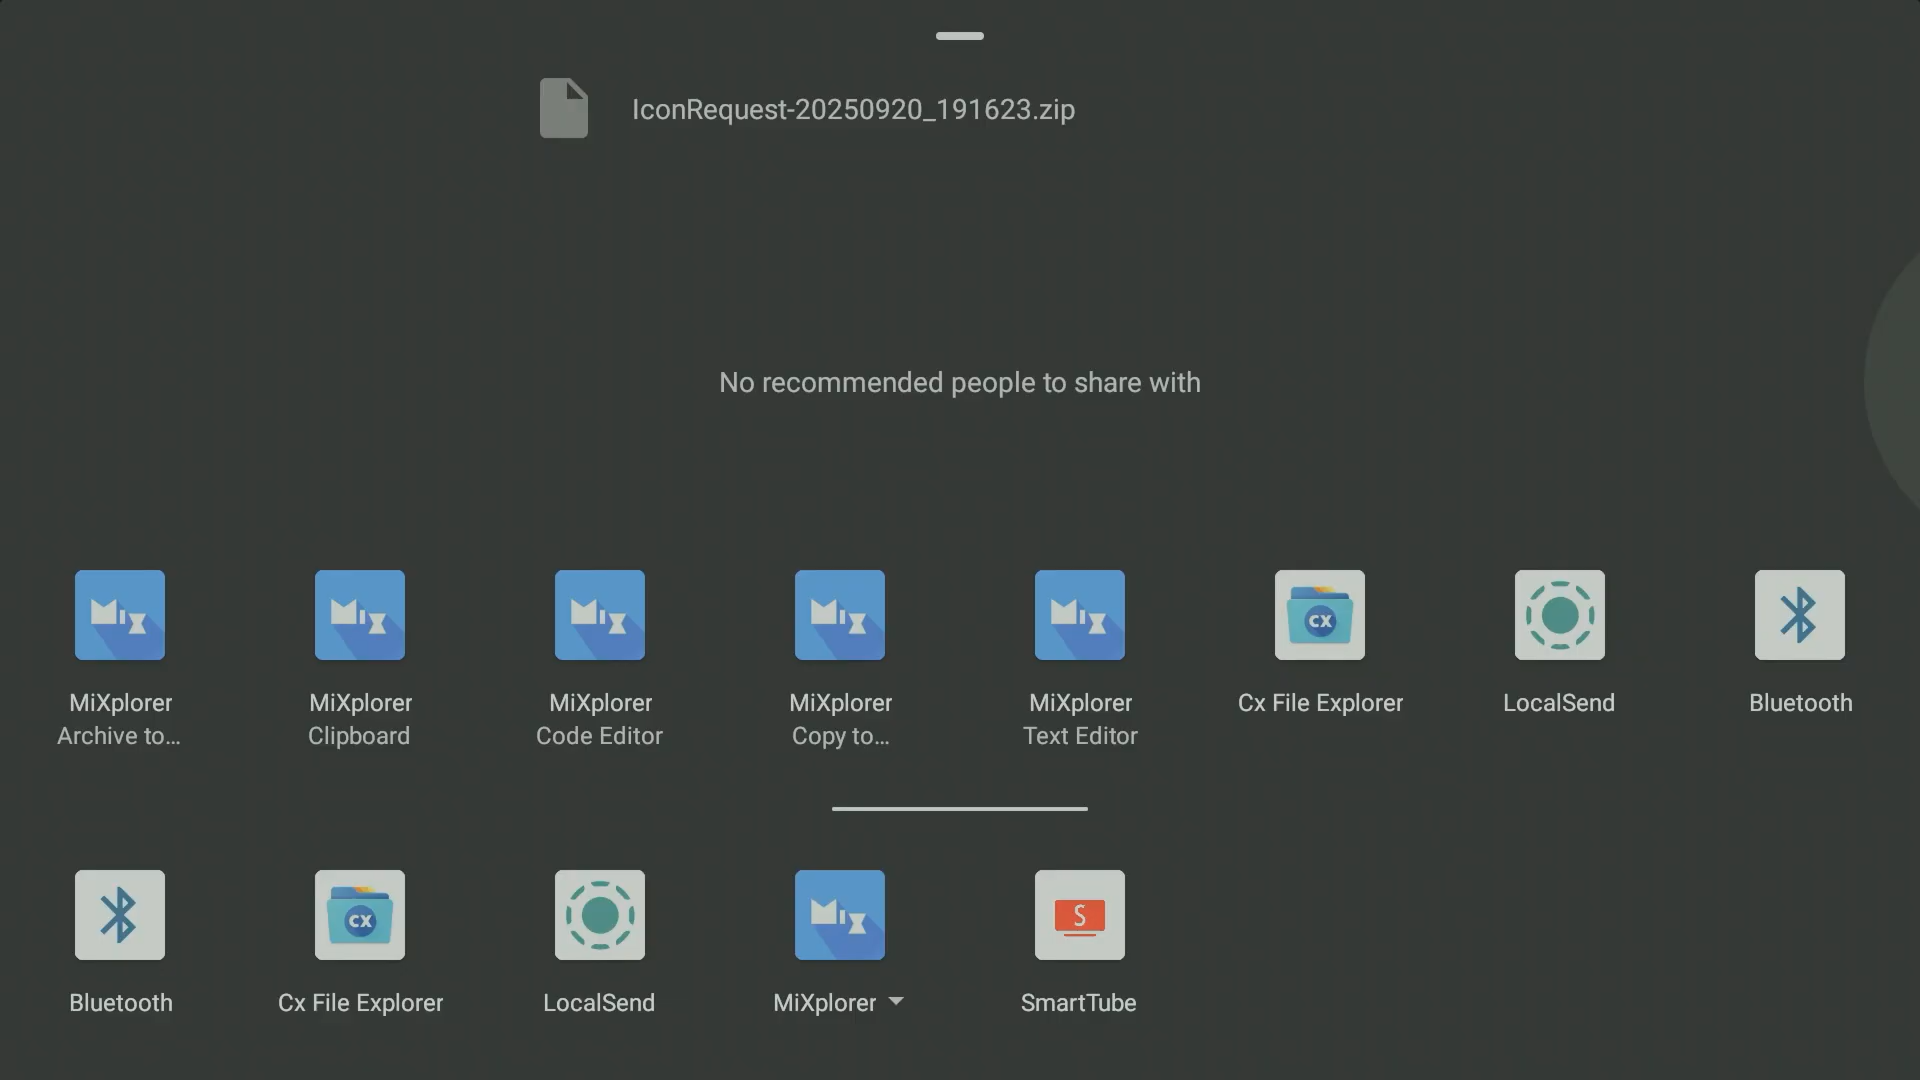 IconRequest-20250920_191623.zip
No recommended people to share with
MiXplorer MiXplorer MiXplorer MiXplorer MiXplorer Cx File Explorer LocalSend Bluetooth
Archive to... Clipboard Code Editor Copy to... Text Editor
Bluetooth Cx File Explorer LocalSend MiXplorer SmartTube